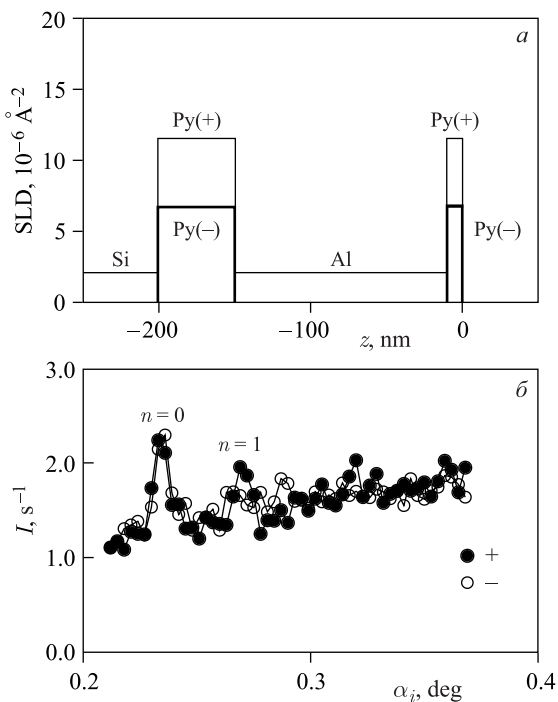 20
а
15
SLD, 10⁻⁶ Å⁻²
Py(+)
Py(+)
10
Py(–)
Py(–)
5
Si
Al
0
–200
–100
0
z, nm
3.0
б
n = 0
n = 1
2.0
I, s⁻¹
1.0
+
–
0.0
0.2
0.3
0.4
αᵢ, deg